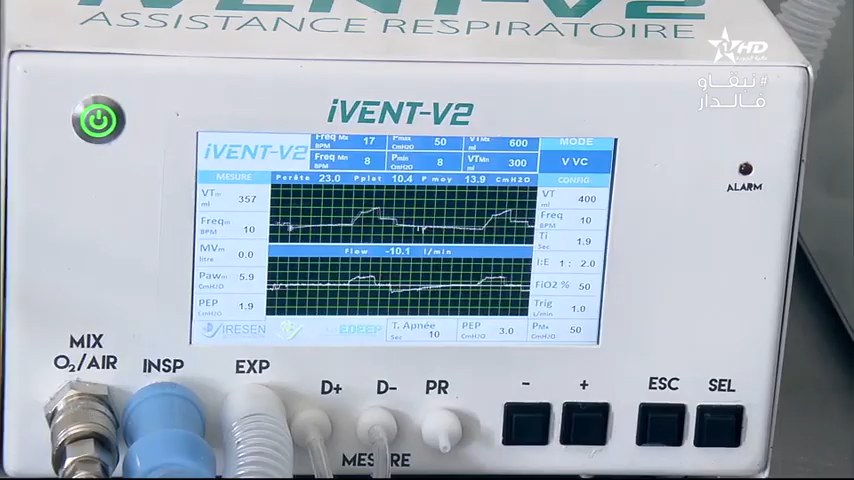 iVENT-V2
ASSISTANCE RESPIRATOIRE
HD
#نبقاو
فالدار
iVENT-V2
iVENT-V2
Freq Mx BPM 17 Pmax CmH2O 50 VTMx ml 600 MODE
Freq Mn BPM 8 Pmin CmH2O 8 VTMn ml 300 V VC
MESURE Pcrête 23.0 Pplat 10.4 P moy 13.9 CmH2O CONFIG
VTm ml 357
Freqm BPM 10
MVm litre 0.0
Pawm CmH2O 5.9
PEP CmH2O 1.9
Flow -10.1 l/min
VT ml 400
Freq BPM 10
Ti Sec 1.9
I:E 1 : 2.0
FiO2 % 50
Trig L/min 1.0
IRESEN EDEEP T. Apnée Sec 10 PEP CmH2O 3.0 PMx CmH2O 50
ALARM
MIX
O2/AIR INSP EXP D+ D- PR - + ESC SEL
MESURE